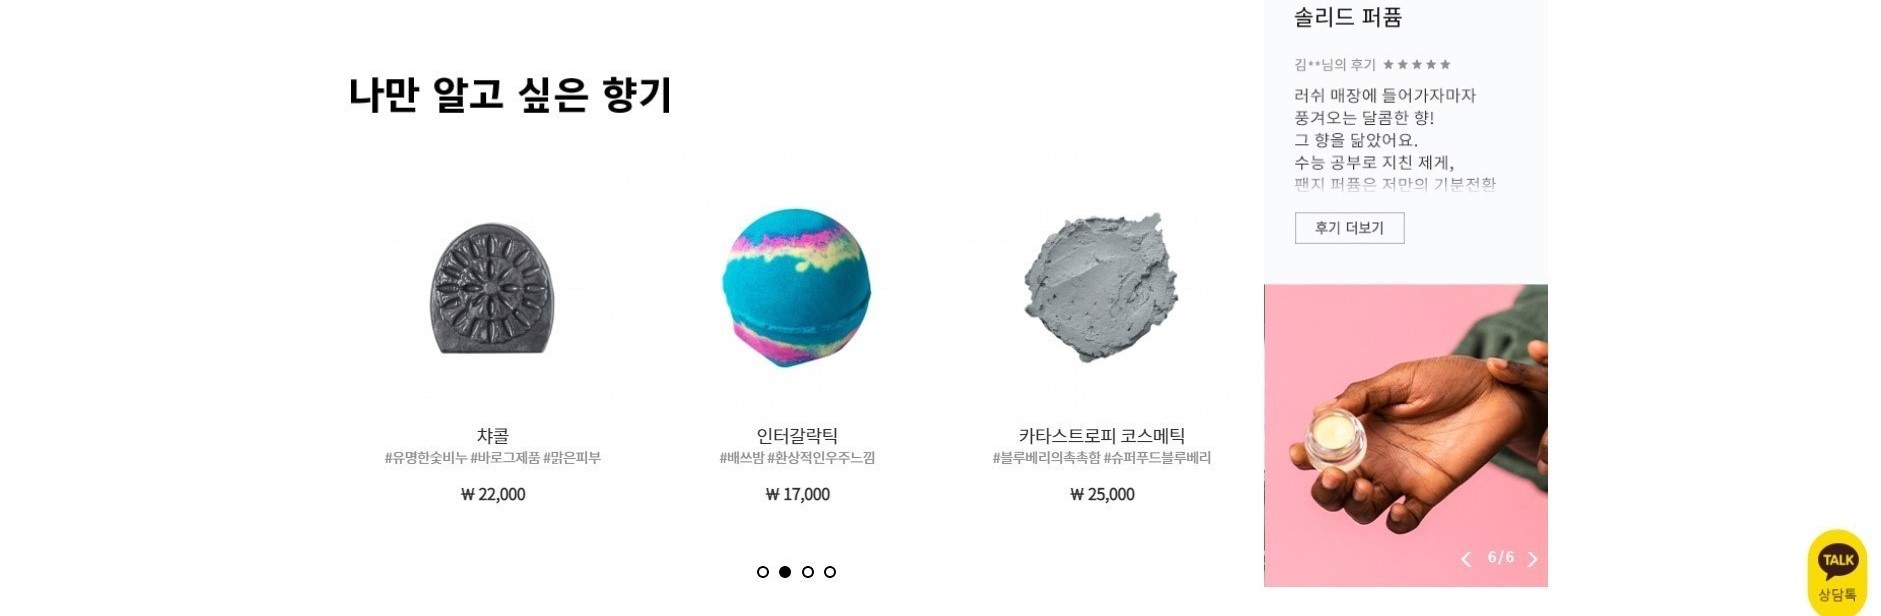 나만 알고 싶은 향기
챠콜
#유명한숯비누 #바로그제품 #맑은피부
₩ 22,000
인터갈락틱
#배쓰밤 #환상적인우주느낌
₩ 17,000
카타스트로피 코스메틱
#블루베리의촉촉함 #슈퍼푸드블루베리
₩ 25,000
솔리드 퍼퓸
김**님의 후기 ★★★★★
러쉬 매장에 들어가자마자
풍겨오는 달콤한 향!
그 향을 닮았어요.
수능 공부로 지친 제게,
팬지 퍼퓸은 저만의 기분전환
후기 더보기
6/6
TALK
상담톡